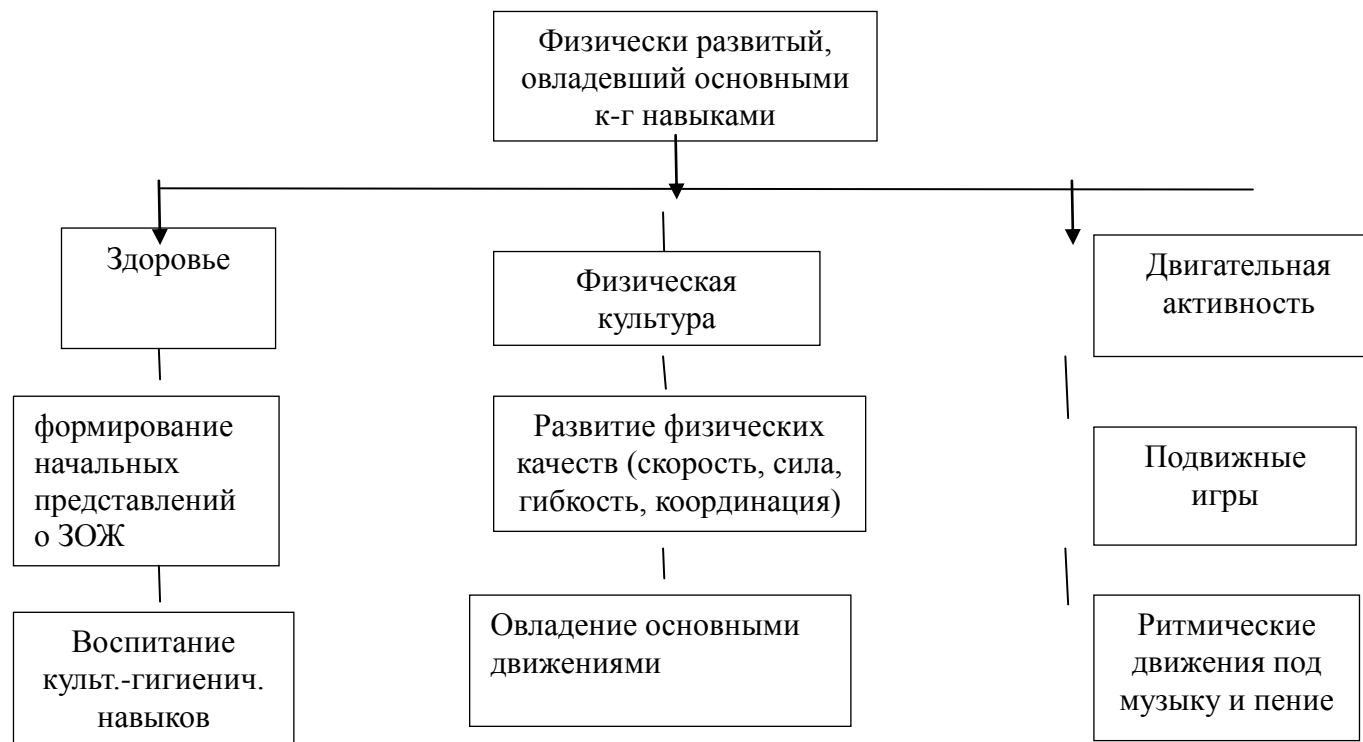 Физически развитый,
овладевший основными
к-г навыками
Здоровье
Физическая
культура
Двигательная
активность
формирование
начальных
представлений
о ЗОЖ
Развитие физических
качеств (скорость, сила,
гибкость, координация)
Подвижные
игры
Воспитание
культ.-гигиенич.
навыков
Овладение основными
движениями
Ритмические
движения под
музыку и пение